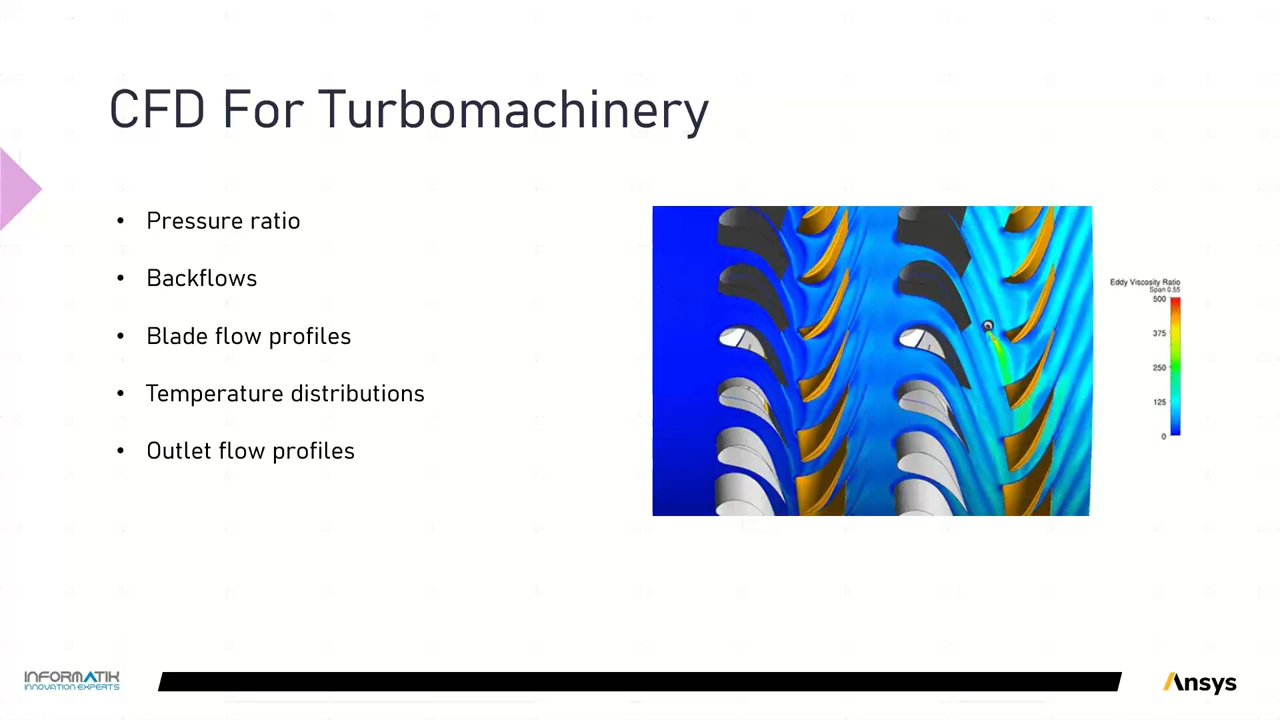 CFD For Turbomachinery
• Pressure ratio
• Backflows
• Blade flow profiles
• Temperature distributions
• Outlet flow profiles
Eddy Viscosity Ratio
Span 0.55
500
375
250
125
0
INFORMATIK
INNOVATION EXPERTS
Ansys